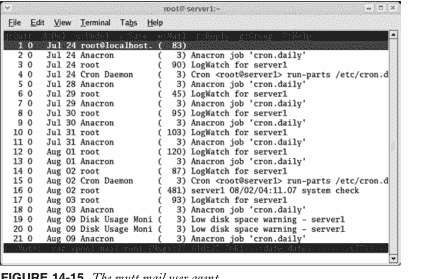 root@server1:~
File Edit View Terminal Tabs Help
1 O Jul 24 root@localhost. ( 83)
2 O Jul 24 Anacron ( 3) Anacron job 'cron.daily'
3 O Jul 24 root ( 90) LogWatch for server1
4 O Jul 24 Cron Daemon ( 3) Cron <root@server1> run-parts /etc/cron.d
5 O Jul 28 Anacron ( 3) Anacron job 'cron.daily'
6 O Jul 29 root ( 45) LogWatch for server1
7 O Jul 29 Anacron ( 3) Anacron job 'cron.daily'
8 O Jul 30 root ( 95) LogWatch for server1
9 O Jul 30 Anacron ( 3) Anacron job 'cron.daily'
10 O Jul 31 root ( 103) LogWatch for server1
11 O Jul 31 Anacron ( 3) Anacron job 'cron.daily'
12 O Aug 01 root ( 120) LogWatch for server1
13 O Aug 01 Anacron ( 3) Anacron job 'cron.daily'
14 O Aug 02 root ( 87) LogWatch for server1
15 O Aug 02 Cron Daemon ( 3) Cron <root@server1> run-parts /etc/cron.d
16 O Aug 02 root ( 481) server1 08/02/04:11.07 system check
17 O Aug 03 root ( 93) LogWatch for server1
18 O Aug 03 Anacron ( 3) Anacron job 'cron.daily'
19 O Aug 09 Disk Usage Moni ( 3) Low disk space warning - server1
20 O Aug 09 Disk Usage Moni ( 3) Low disk space warning - server1
21 O Aug 09 Anacron ( 3) Anacron job 'cron.daily'
FIGURE 14-15 The mutt mail user agent